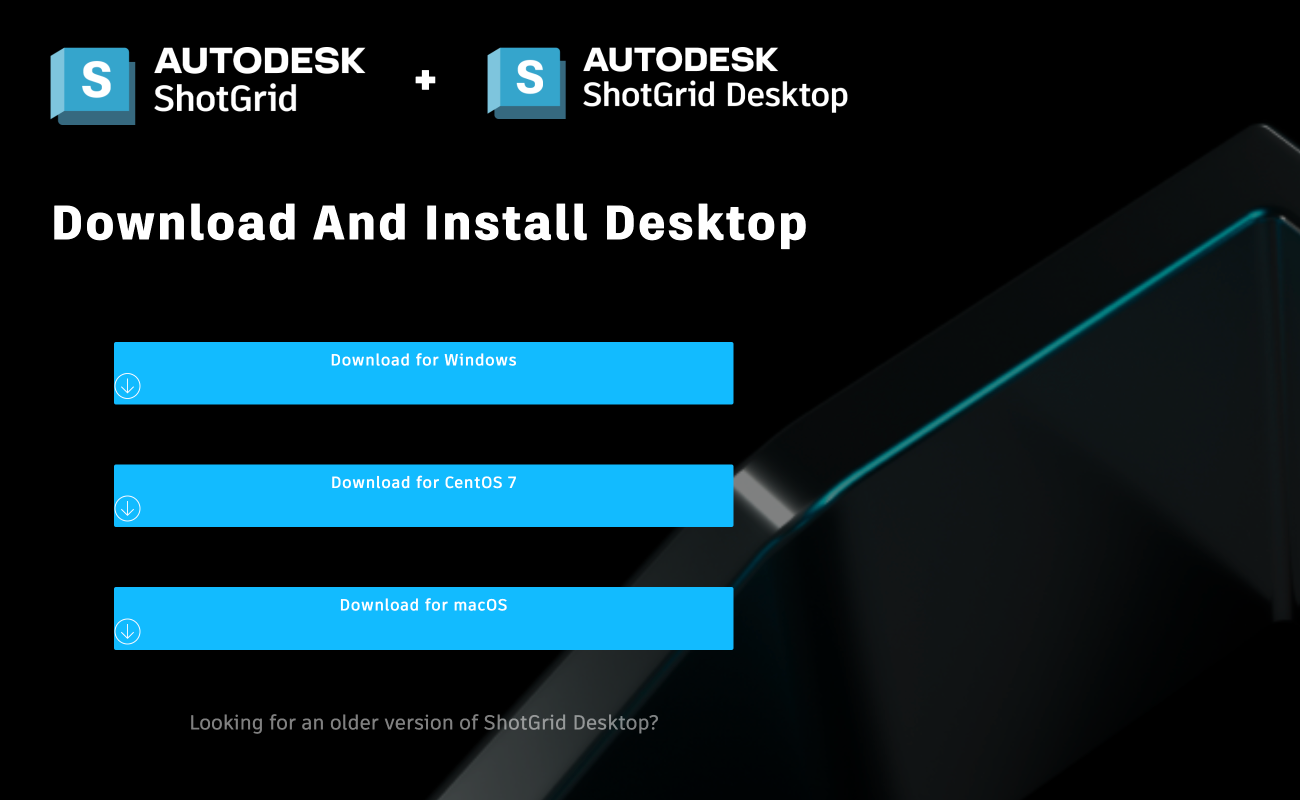 S AUTODESK
ShotGrid
+
S AUTODESK
ShotGrid Desktop
Download And Install Desktop
Download for Windows
Download for CentOS 7
Download for macOS
Looking for an older version of ShotGrid Desktop?